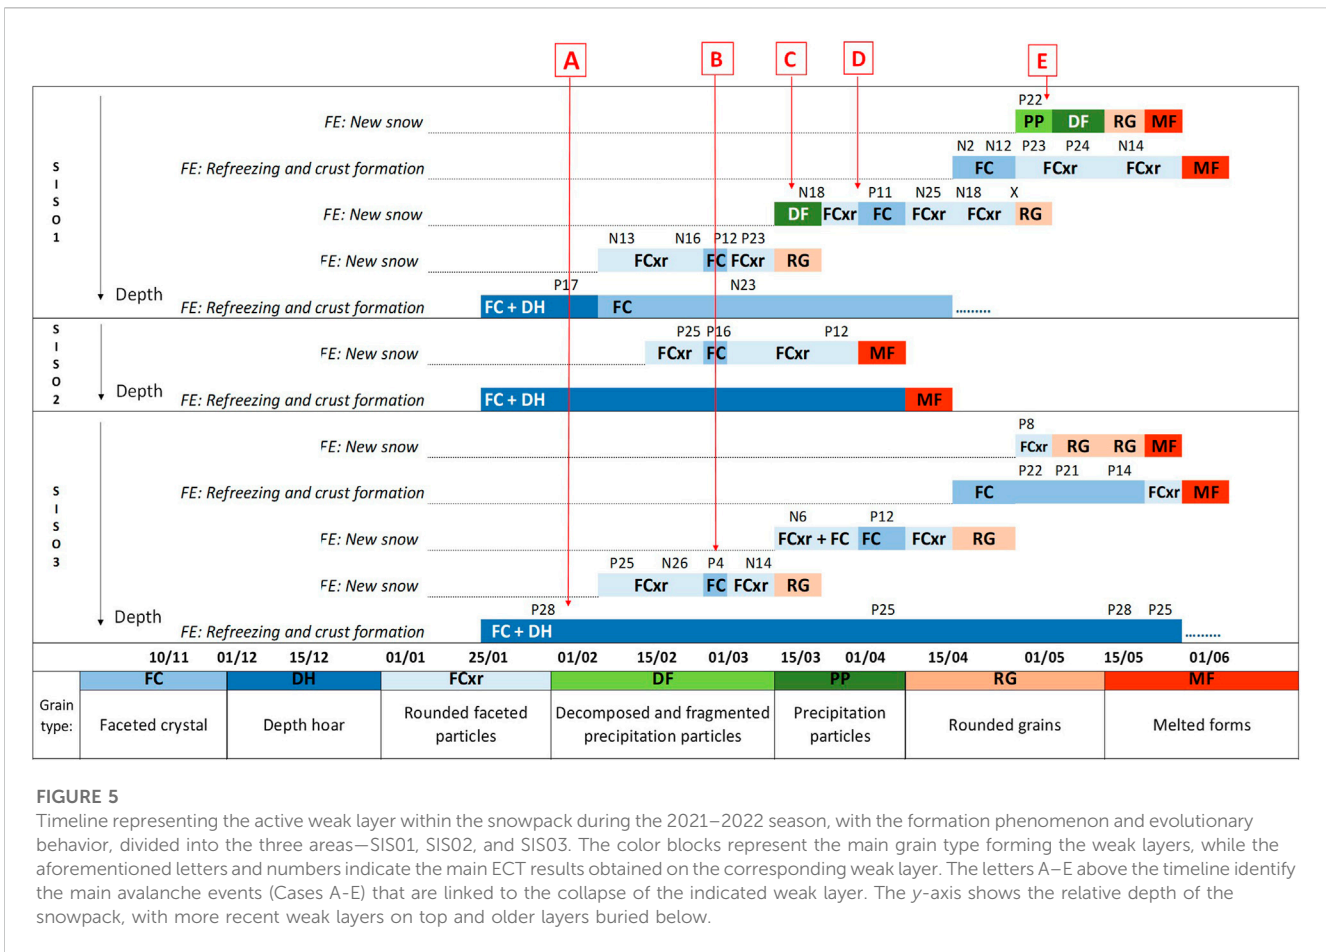 A
B
C
D
E
P22
FE: New snow
PP DF RG MF
N2 N12 P23 P24 N14
FE: Refreezing and crust formation
FC FCxr FCxr MF
N18 P11 N25 N18 X
FE: New snow
DF FCxr FC FCxr FCxr RG
N13 N16 P12 P23
FE: New snow
FCxr FC FCxr RG
P17 N23
FE: Refreezing and crust formation
FC + DH FC .........
SIS01
Depth
P25 P16 P12
FE: New snow
FCxr FC FCxr MF
FE: Refreezing and crust formation
FC + DH MF
SIS02
Depth
P8
FE: New snow
FCxr RG RG MF
P22 P21 P14
FE: Refreezing and crust formation
FC FCxr MF
N6 P12
FE: New snow
FCxr + FC FC FCxr RG
P25 N26 P4 N14
FE: New snow
FCxr FC FCxr RG
P28 P25 P28 P25
FE: Refreezing and crust formation
FC + DH .........
SIS03
Depth
10/11 01/12 15/12 01/01 25/01 01/02 15/02 01/03 15/03 01/04 15/04 01/05 15/05 01/06
FC DH FCxr DF PP RG MF
Grain type:
Faceted crystal
Depth hoar
Rounded faceted particles
Decomposed and fragmented precipitation particles
Precipitation particles
Rounded grains
Melted forms
FIGURE 5
Timeline representing the active weak layer within the snowpack during the 2021–2022 season, with the formation phenomenon and evolutionary
behavior, divided into the three areas—SIS01, SIS02, and SIS03. The color blocks represent the main grain type forming the weak layers, while the
aforementioned letters and numbers indicate the main ECT results obtained on the corresponding weak layer. The letters A–E above the timeline identify
the main avalanche events (Cases A-E) that are linked to the collapse of the indicated weak layer. The y-axis shows the relative depth of the
snowpack, with more recent weak layers on top and older layers buried below.